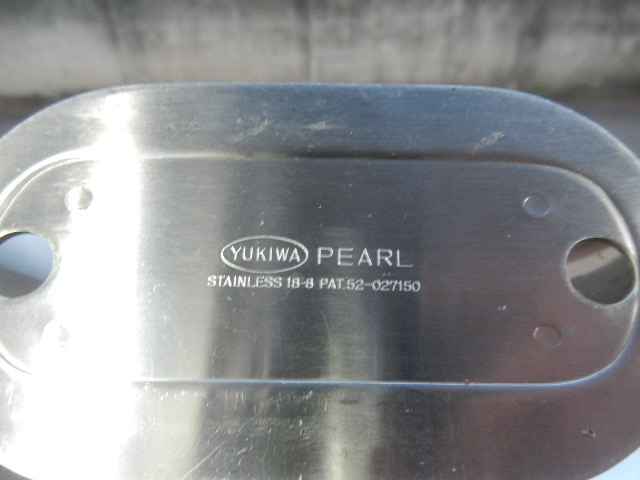 YUKIWA PEARL
STAINLESS 18-8 PAT.52-027150